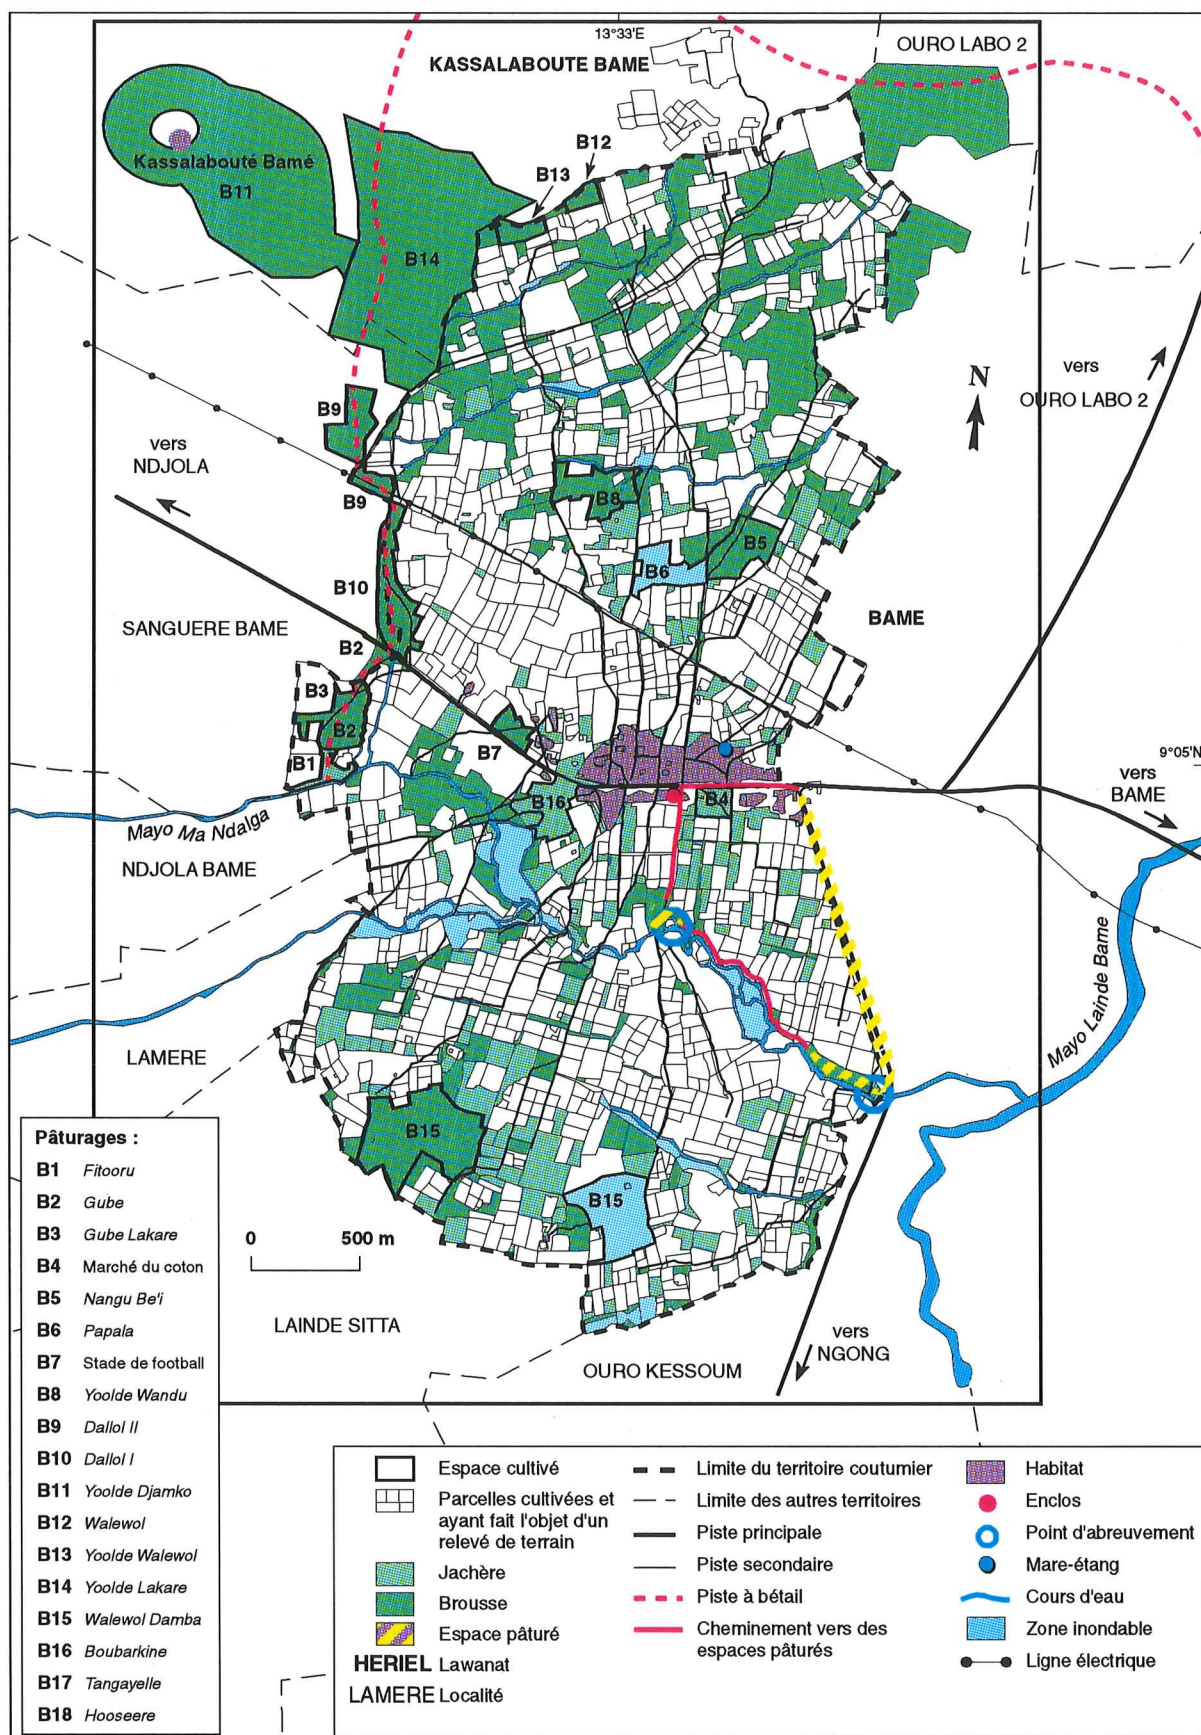 13°33'E
OURO LABO 2
KASSALABOUTE BAME
B12
B13
Kassalabouté Bamé
B11
B14
vers
OURO LABO 2
N
B9
vers
NDJOLA
B9
B8
B5
B6
B10
SANGUERE BAME
BAME
B2
B3
B2
B7
B1
9°05'N
vers
BAME
B16
B4
Mayo Ma Ndalga
NDJOLA BAME
Mayo Lainde Bame
LAMERE
B15
B15
0 500 m
LAINDE SITTA
vers
NGONG
OURO KESSOUM
Pâturages :
B1 Fitooru
B2 Gube
B3 Gube Lakare
B4 Marché du coton
B5 Nangu Be'i
B6 Papala
B7 Stade de football
B8 Yoolde Wandu
B9 Dallol II
B10 Dallol I
B11 Yoolde Djamko
B12 Walewol
B13 Yoolde Walewol
B14 Yoolde Lakare
B15 Walewol Damba
B16 Boubarkine
B17 Tangayelle
B18 Hooseere
Espace cultivé
Parcelles cultivées et
ayant fait l'objet d'un
relevé de terrain
Jachère
Brousse
Espace pâturé
HERIEL Lawanat
LAMERE Localité
Limite du territoire coutumier
Limite des autres territoires
Piste principale
Piste secondaire
Piste à bétail
Cheminement vers des
espaces pâturés
Habitat
Enclos
Point d'abreuvement
Mare-étang
Cours d'eau
Zone inondable
Ligne électrique